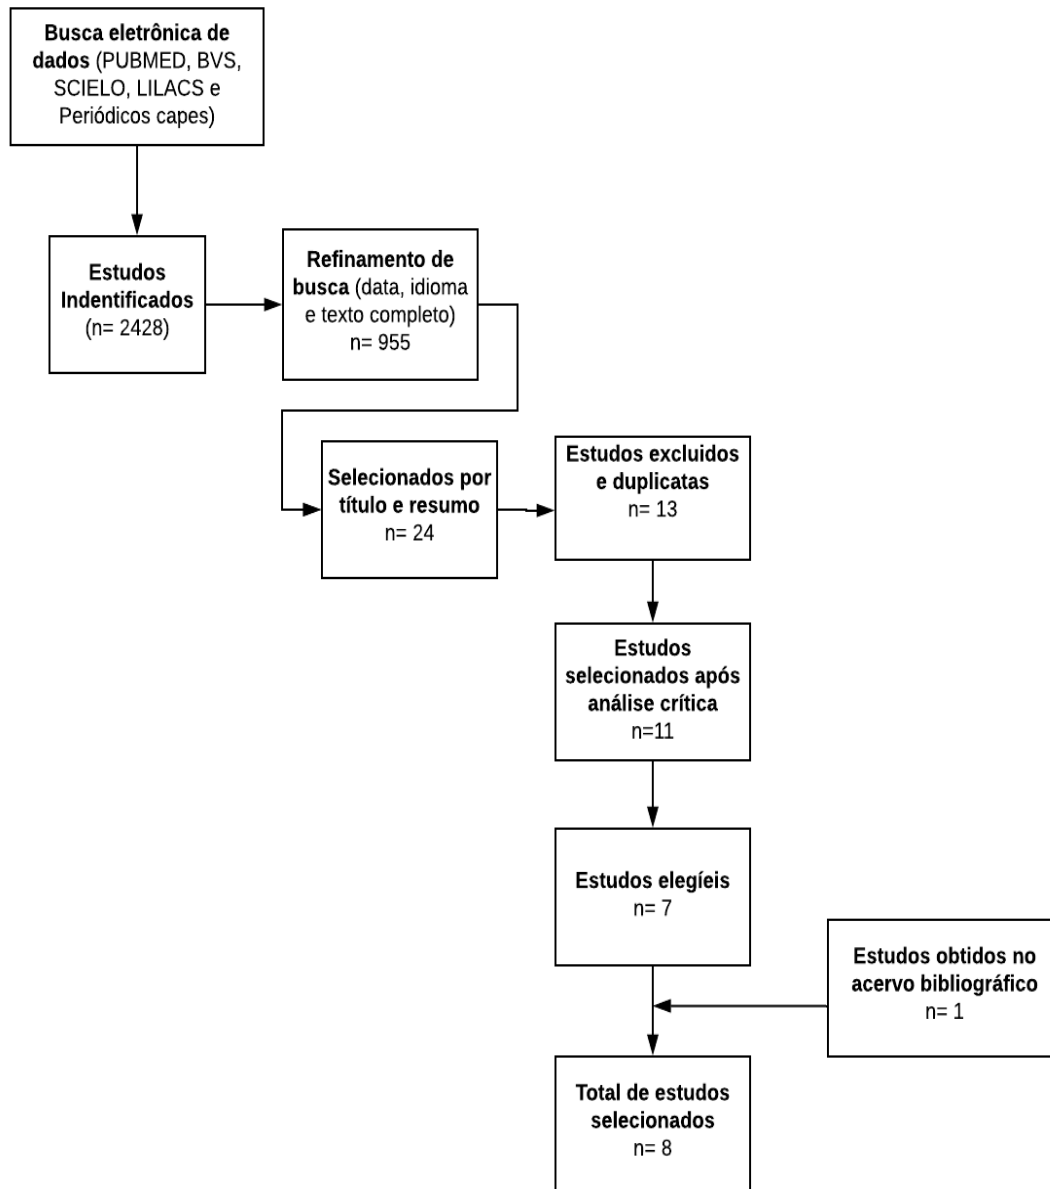 Busca eletrônica de
dados (PUBMED, BVS,
SCIELO, LILACS e
Periódicos capes)
Estudos
Indentificados
(n= 2428)
Refinamento de
busca (data, idioma
e texto completo)
n= 955
Selecionados por
título e resumo
n= 24
Estudos excluidos
e duplicatas
n= 13
Estudos
selecionados após
análise crítica
n=11
Estudos elegíeis
n= 7
Estudos obtidos no
acervo bibliográfico
n= 1
Total de estudos
selecionados
n= 8